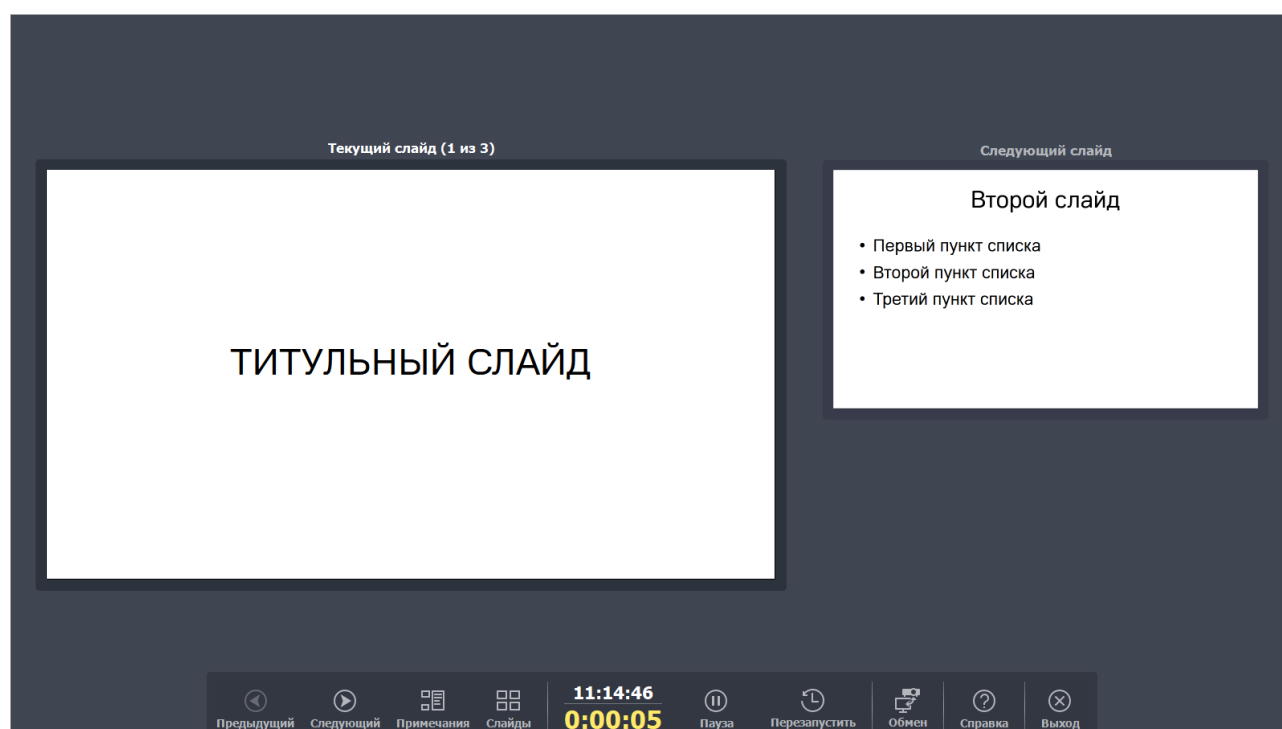 Текущий слайд (1 из 3)
ТИТУЛЬНЫЙ СЛАЙД
Следующий слайд
Второй слайд
• Первый пункт списка
• Второй пункт списка
• Третий пункт списка
11:14:46
0:00:05
Предыдущий Следующий Примечания Слайды Пауза Перезапустить Обмен Справка Выход